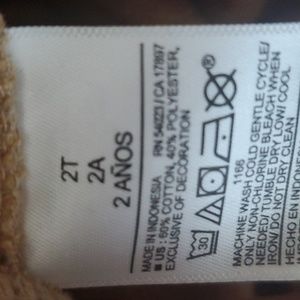 2T
2A
2 AÑOS
MADE IN INDONESIA RN 54023 / CA 17897
US: 60% COTTON, 40% POLYESTER,
EXCLUSIVE OF DECORATION
30
1166
MACHINE WASH COLD GENTLE CYCLE/
ONLY NON-CHLORINE BLEACH WHEN
NEEDED/ TUMBLE DRY LOW/ COOL
IRON/ DO NOT DRY
HECHO EN INDON